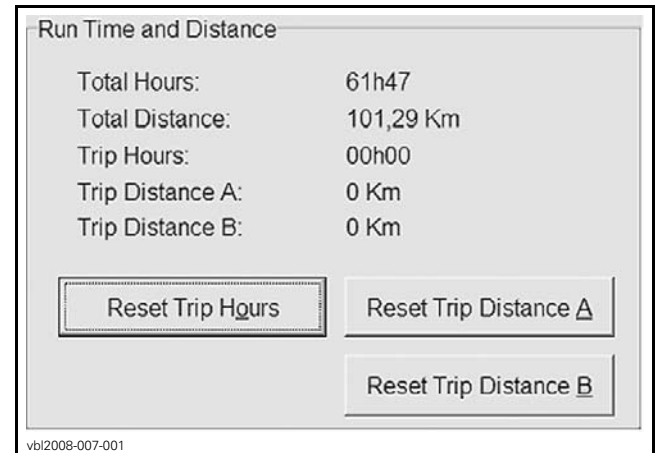 Run Time and Distance
Total Hours: 61h47
Total Distance: 101,29 Km
Trip Hours: 00h00
Trip Distance A: 0 Km
Trip Distance B: 0 Km
Reset Trip Hours Reset Trip Distance A
Reset Trip Distance B
vbl2008-007-001